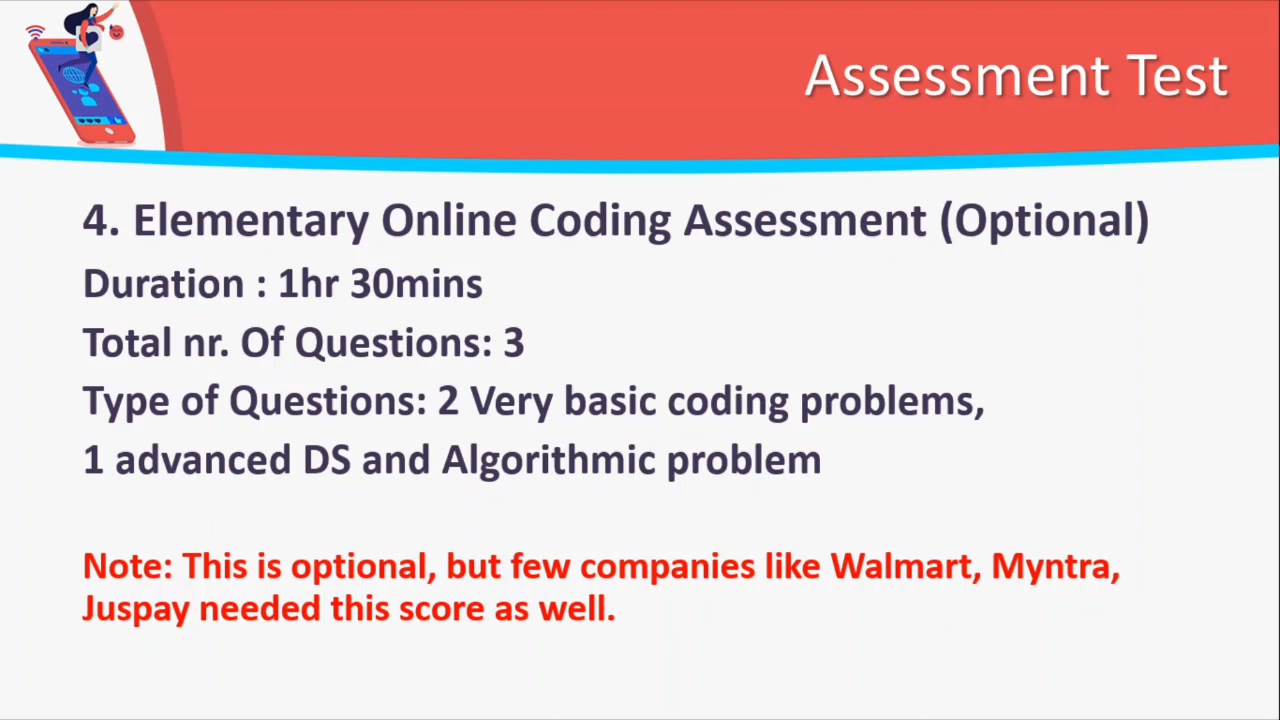 Assessment Test
4. Elementary Online Coding Assessment (Optional)
Duration : 1hr 30mins
Total nr. Of Questions: 3
Type of Questions: 2 Very basic coding problems,
1 advanced DS and Algorithmic problem
Note: This is optional, but few companies like Walmart, Myntra,
Juspay needed this score as well.